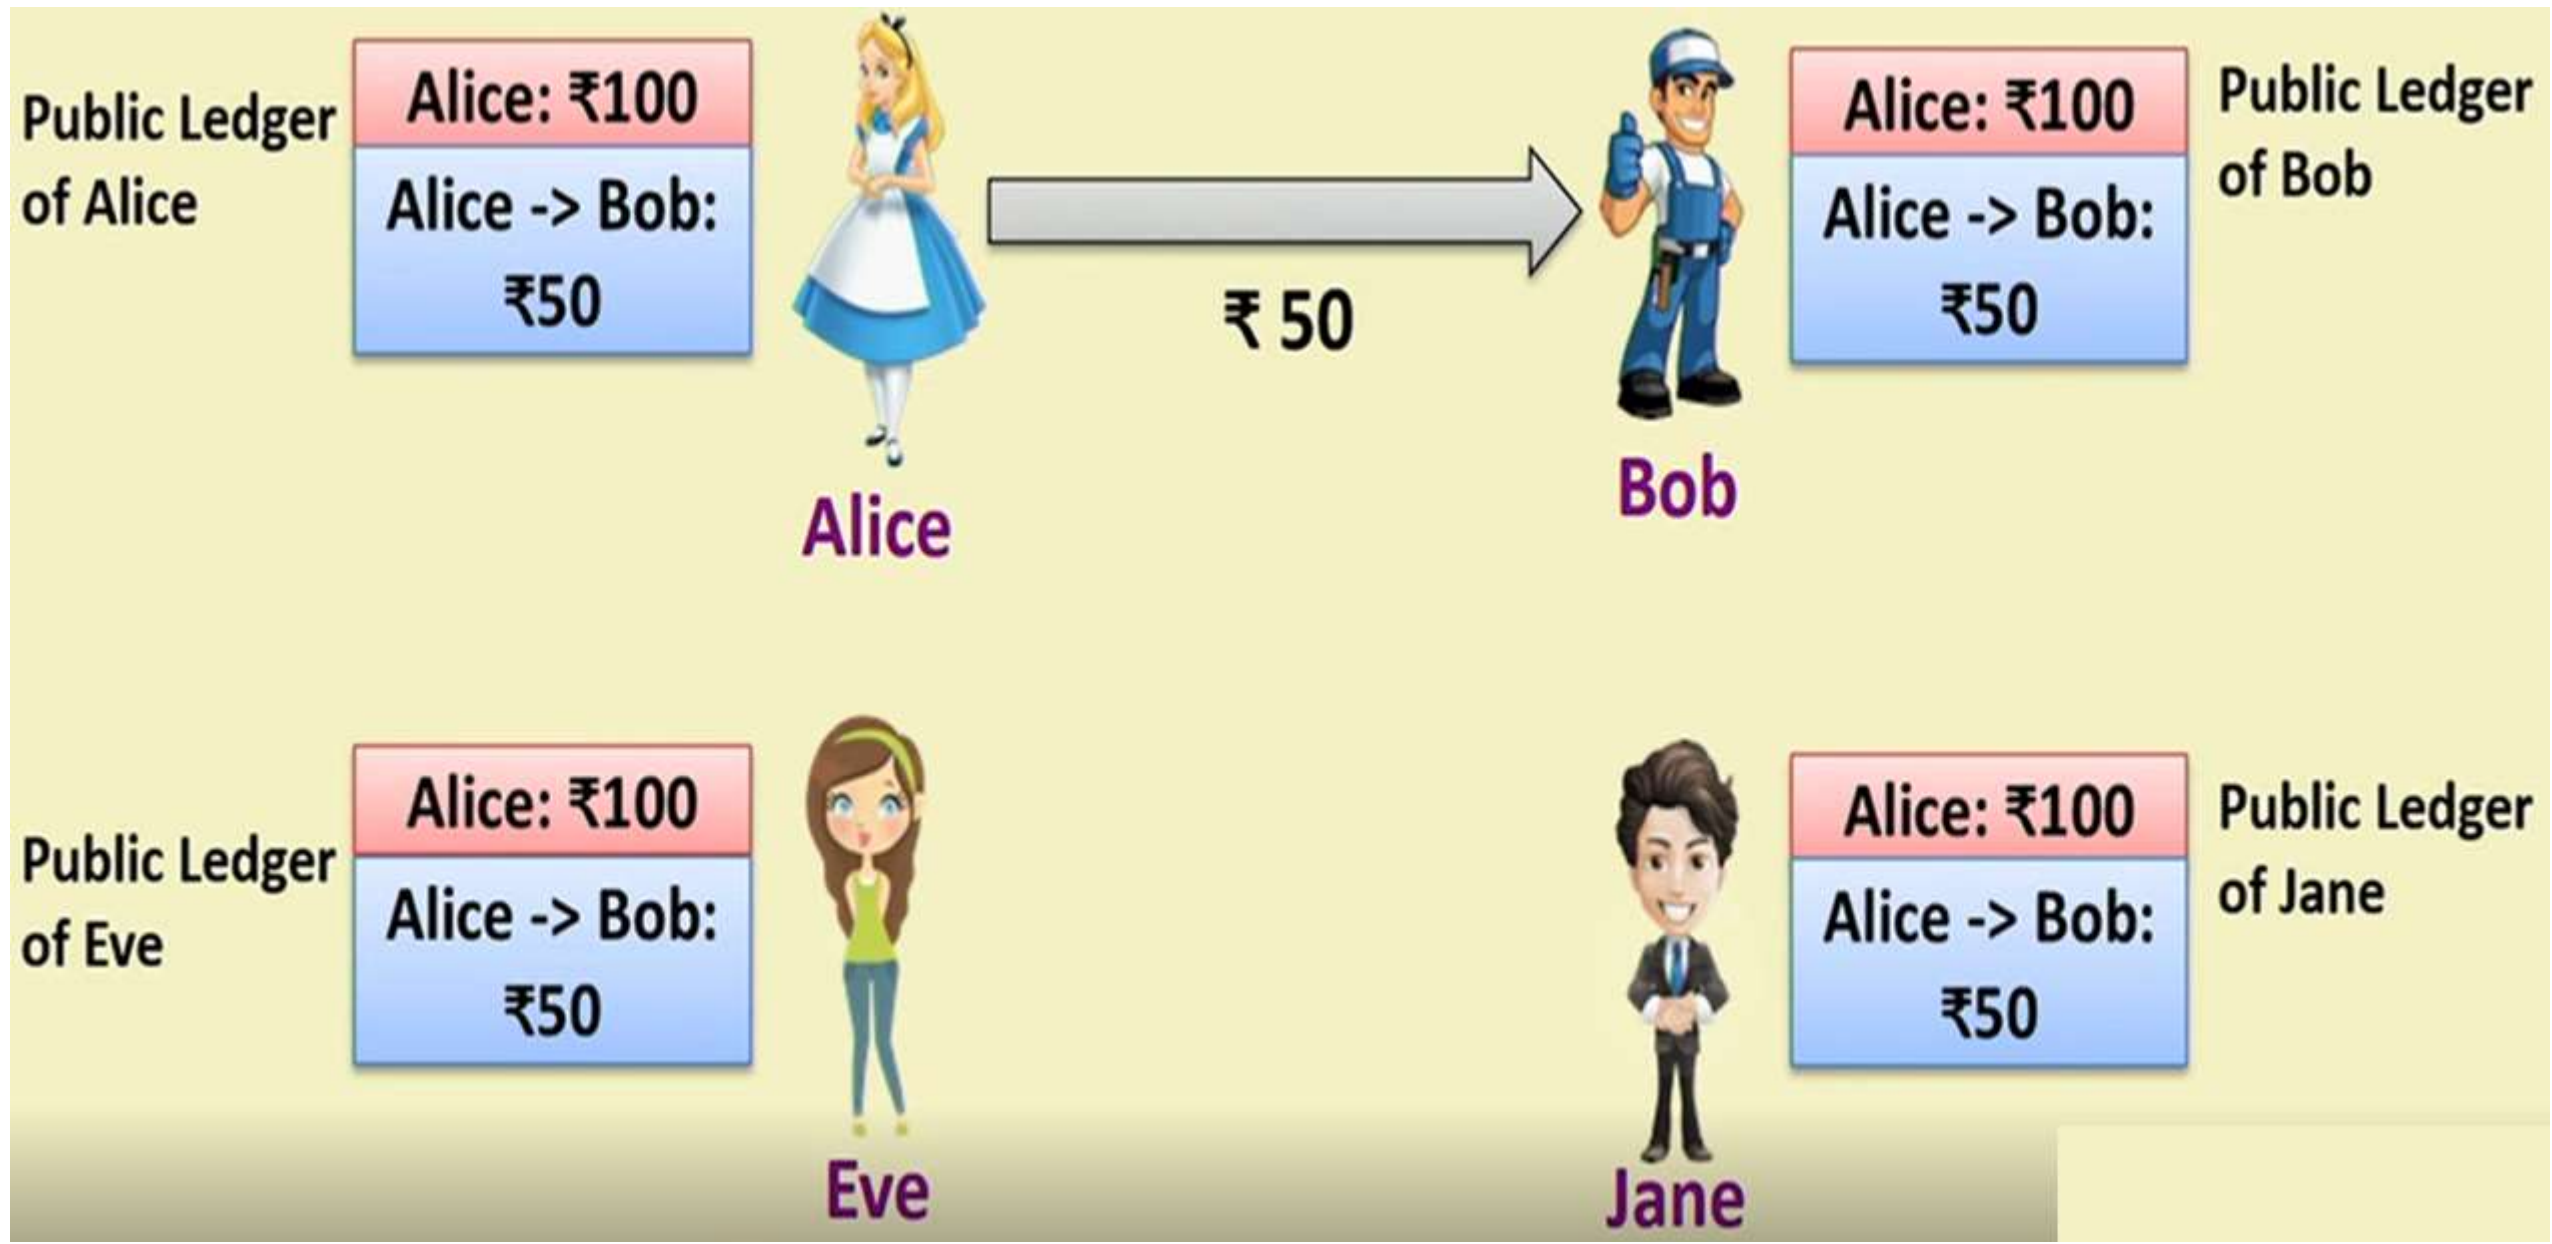 Public Ledger
of Alice
Alice: ₹100
Alice -> Bob:
₹50
Alice
₹ 50
Bob
Alice: ₹100
Alice -> Bob:
₹50
Public Ledger
of Bob
Public Ledger
of Eve
Alice: ₹100
Alice -> Bob:
₹50
Eve
Jane
Alice: ₹100
Alice -> Bob:
₹50
Public Ledger
of Jane